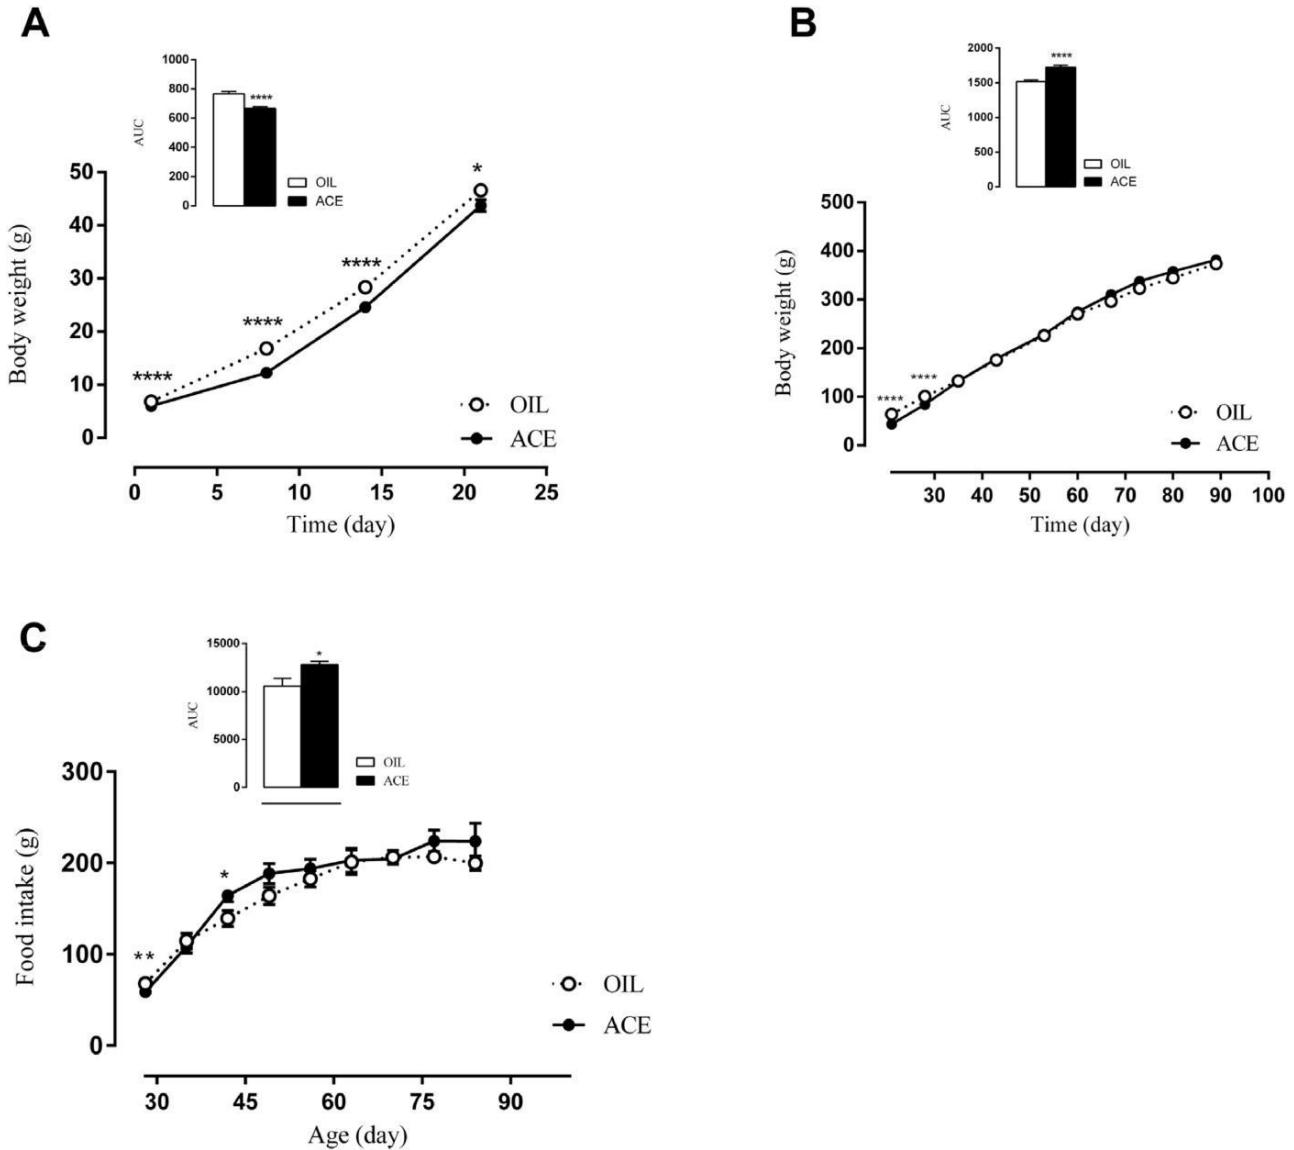 A
1000
800
600
400
200
0
AUC
****
OIL
ACE
50
40
30
20
10
0
Body weight (g)
****
****
****
*
OIL
ACE
0 5 10 15 20 25
Time (day)
B
2000
1500
1000
500
0
AUC
****
OIL
ACE
500
400
300
200
100
0
Body weight (g)
****
****
OIL
ACE
30 40 50 60 70 80 90 100
Time (day)
C
15000
10000
5000
0
AUC
*
OIL
ACE
300
200
100
0
Food intake (g)
**
*
OIL
ACE
30 45 60 75 90
Age (day)